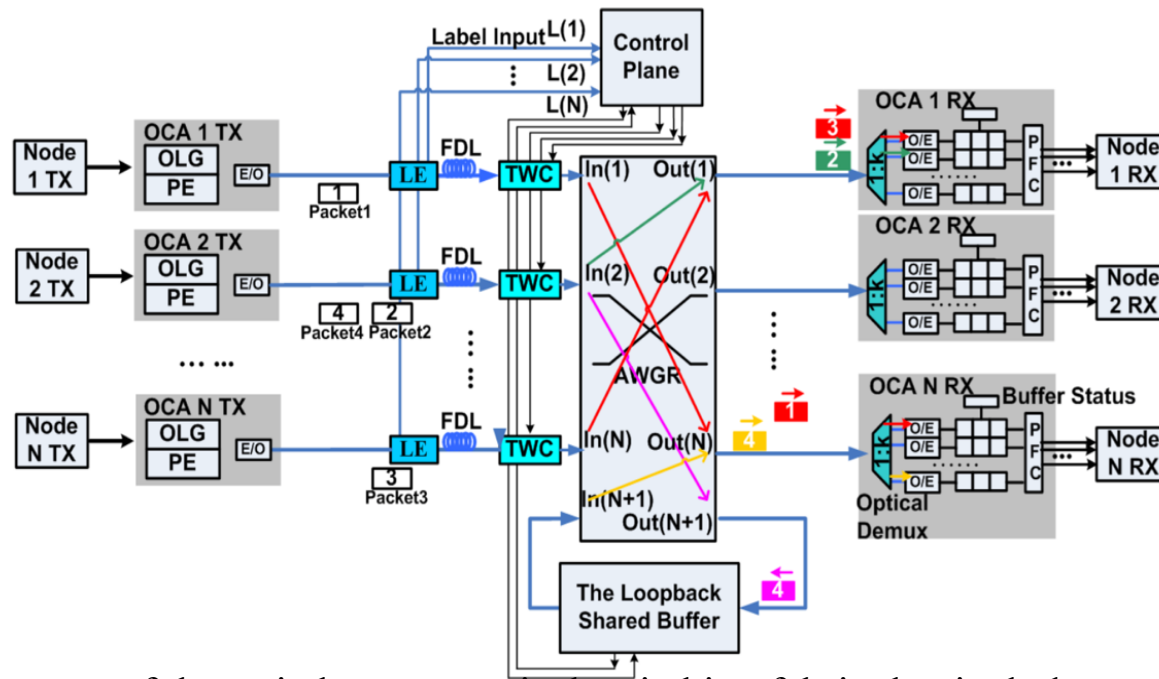 Label Input
L(1)
L(2)
L(N)
Control
Plane
Node
1 TX
OCA 1 TX
OLG
PE
E/O
1
Packet1
LE
FDL
TWC
In(1)
Out(1)
3
2
OCA 1 RX
1:k
O/E
O/E
O/E
P
F
C
Node
1 RX
Node
2 TX
OCA 2 TX
OLG
PE
E/O
4
Packet4
2
Packet2
LE
FDL
TWC
In(2)
Out(2)
OCA 2 RX
1:k
O/E
O/E
O/E
P
F
C
Node
2 RX
AWGR
Node
N TX
OCA N TX
OLG
PE
E/O
3
Packet3
LE
FDL
TWC
In(N)
Out(N)
1
4
OCA N RX
Buffer Status
1:k
O/E
O/E
O/E
P
F
C
Node
N RX
Optical
Demux
In(N+1)
Out(N+1)
The Loopback
Shared Buffer
4